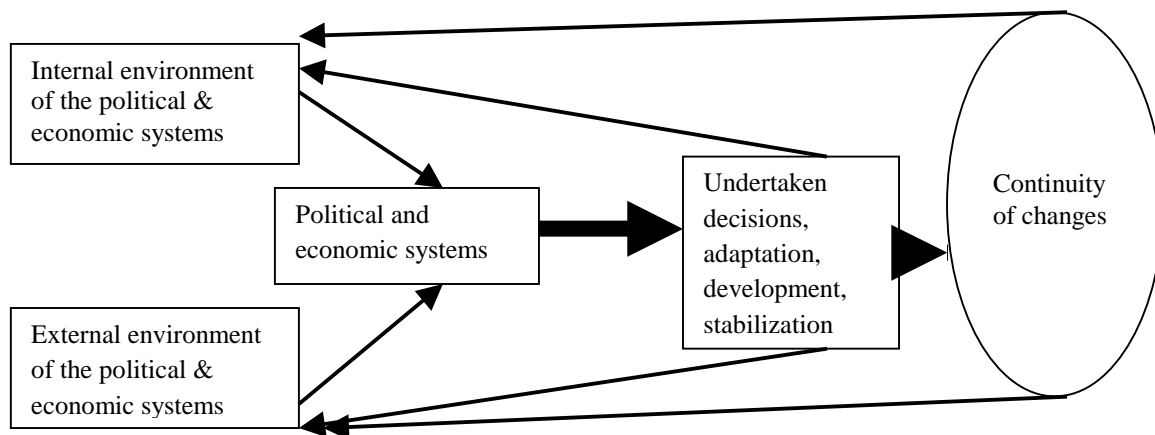 Internal environment
of the political &
economic systems
Political and
economic systems
External environment
of the political &
economic systems
Undertaken
decisions,
adaptation,
development,
stabilization
Continuity
of changes